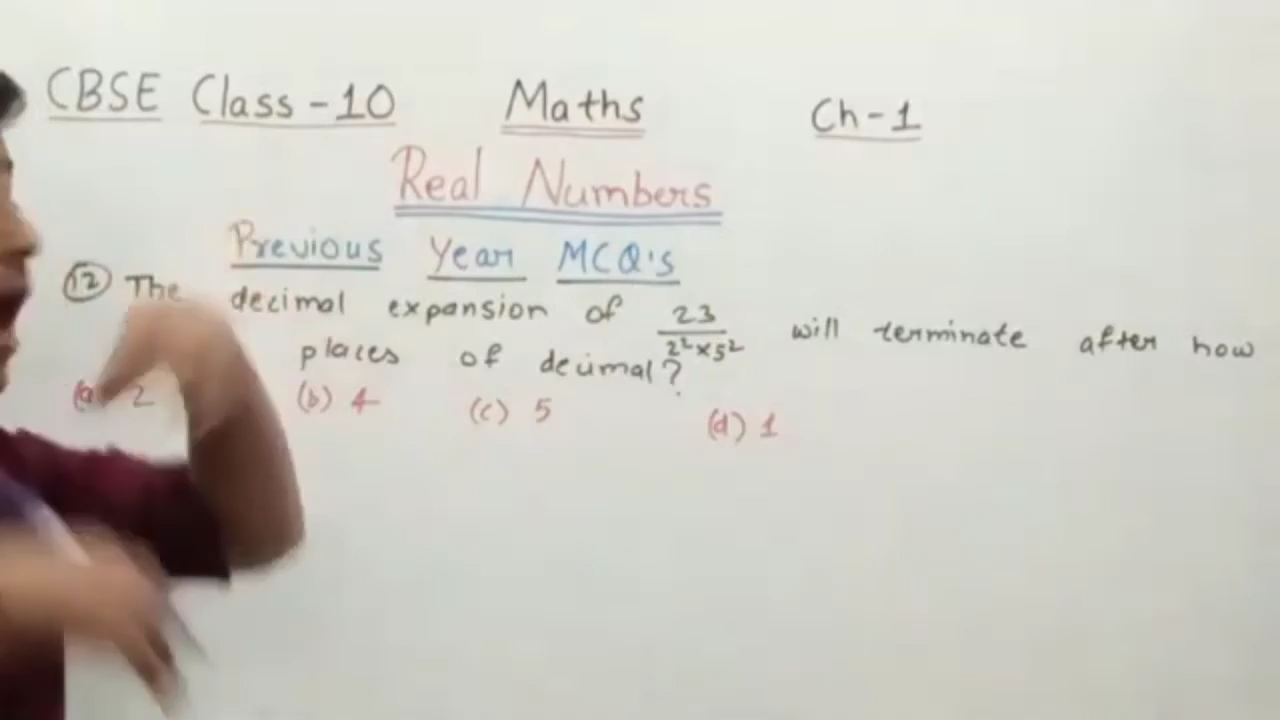 CBSE Class-10 Maths Ch-1
Real Numbers
Previous Year MCQ's
(12) The decimal expansion of 23/2²×5² will terminate after how
places of decimal?
(a) 2 (b) 4 (c) 5 (d) 1